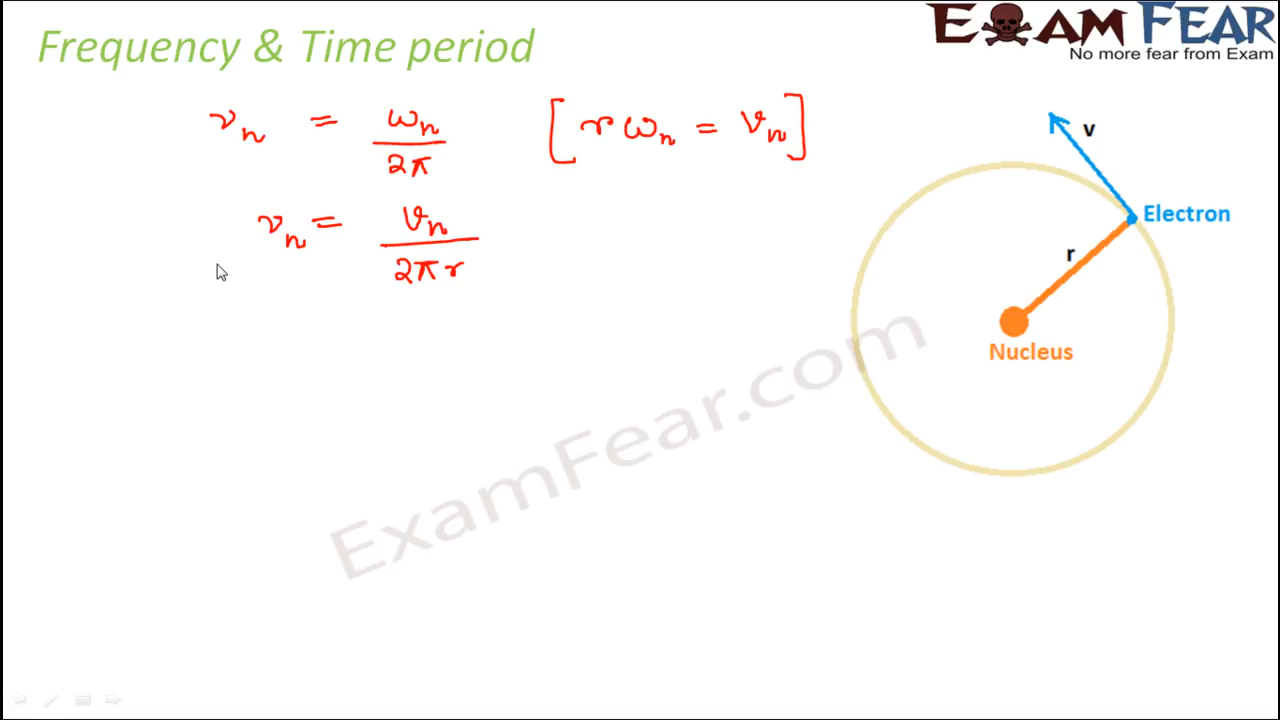 Frequency & Time period
EXAM FEAR
No more fear from Exam
νₙ = ωₙ / 2π [ r ωₙ = vₙ ]
νₙ = vₙ / 2πr
v
Electron
r
Nucleus
ExamFear.com